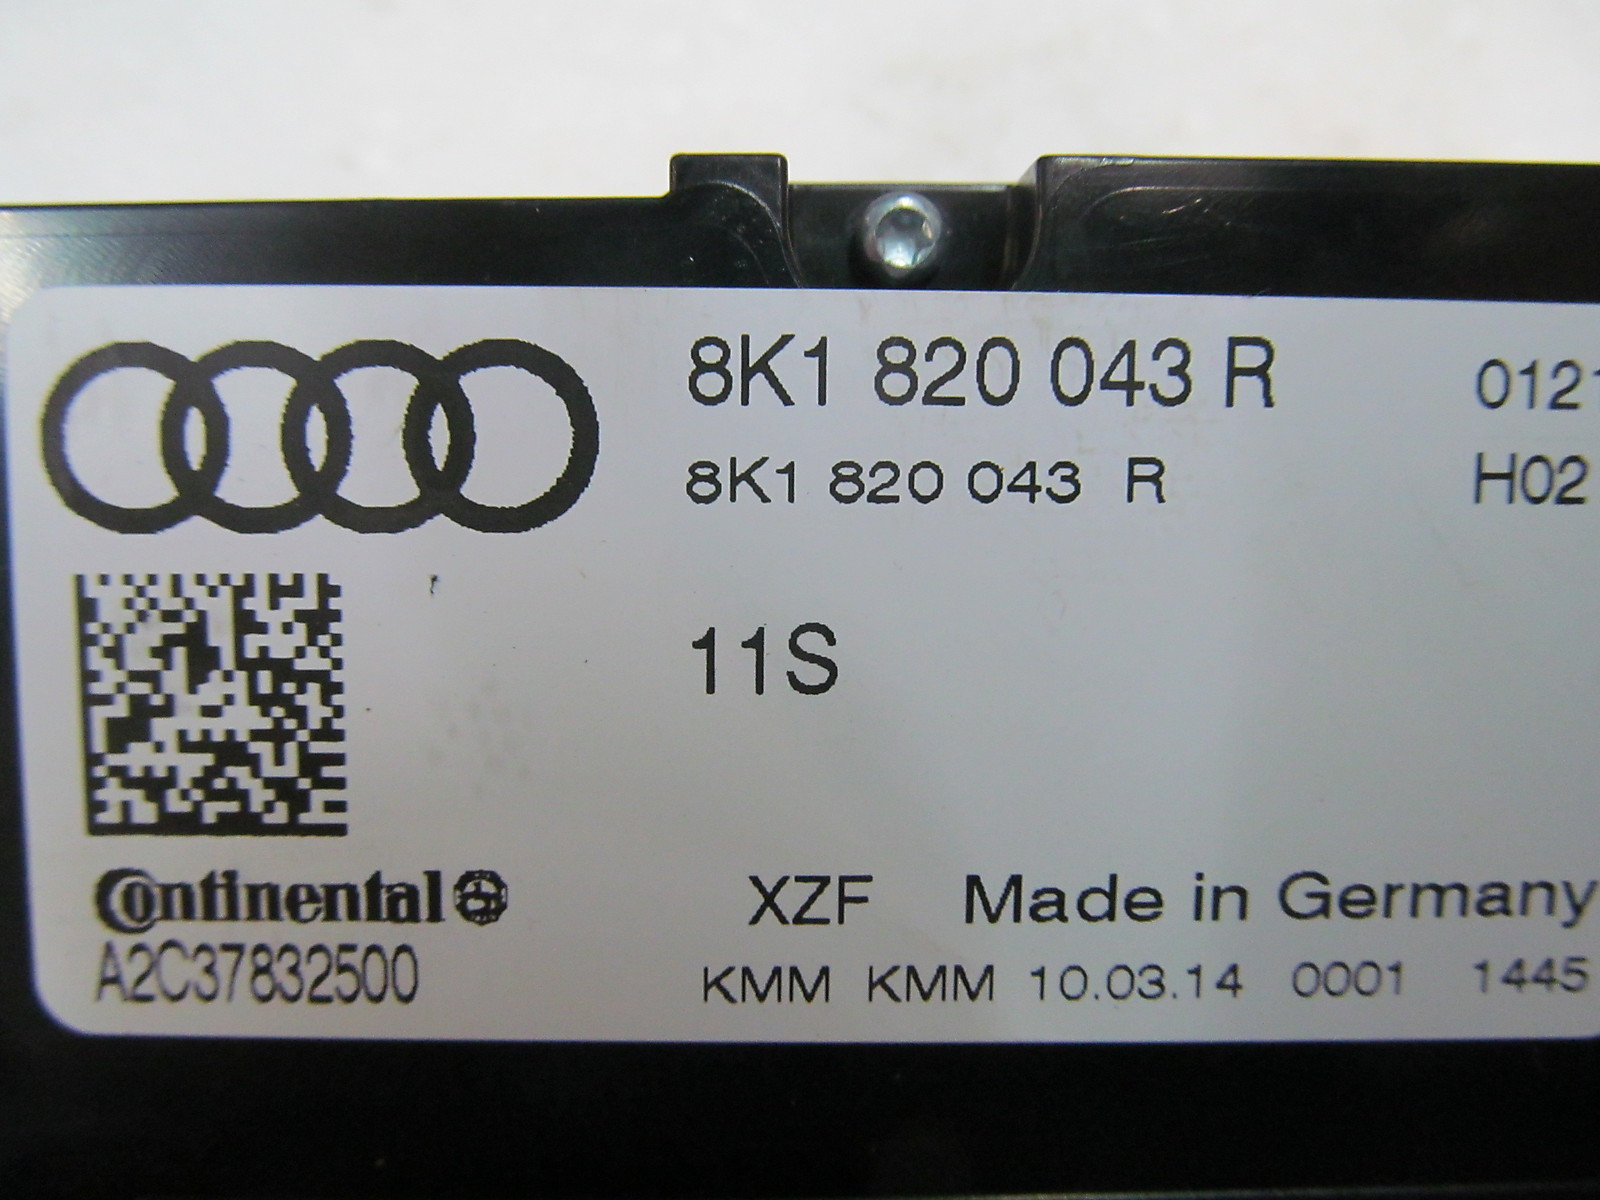 8K1 820 043 R 0121
8K1 820 043 R H02
11S
Continental
XZF Made in Germany
A2C37832500
KMM KMM 10.03.14 0001 1445